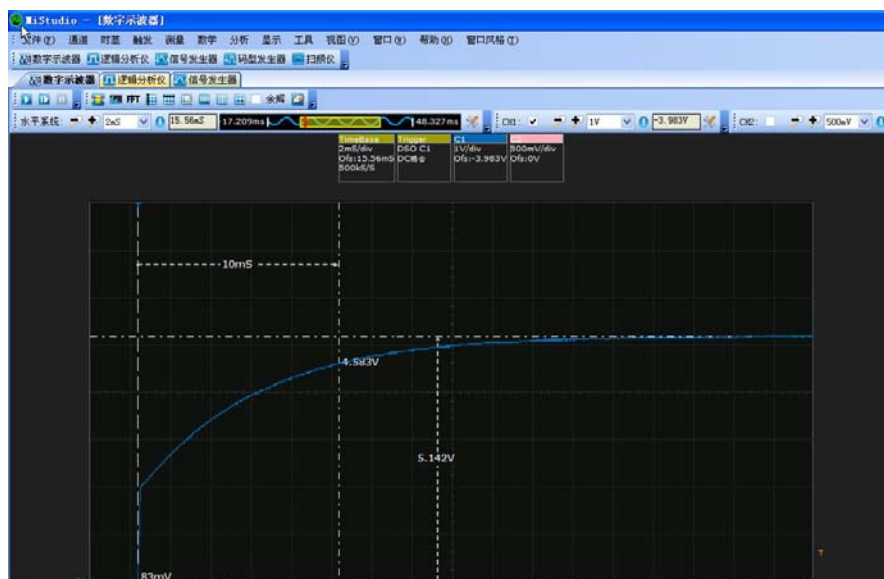 MiStudio - [数字示波器]
文件(F) 通道 时基 触发 测量 数学 分析 显示 工具 视图(V) 窗口(W) 帮助(H) 窗口风格(T)
数字示波器 逻辑分析仪 信号发生器 码型发生器 扫频仪
数字示波器 逻辑分析仪 信号发生器
FFT 余辉
水平系统: 2mS 15.56mS 17.209ms 48.327ms CH1: 1V -3.983V CH2: 500mV
TimeBase Trigger C1
2mS/div DSO C1 1V/div 500mV/div
Ofs:15.56mS DC耦合 Ofs:-3.983V Ofs:0V
500kS/S
10mS
4.583V
5.142V
T
83mV